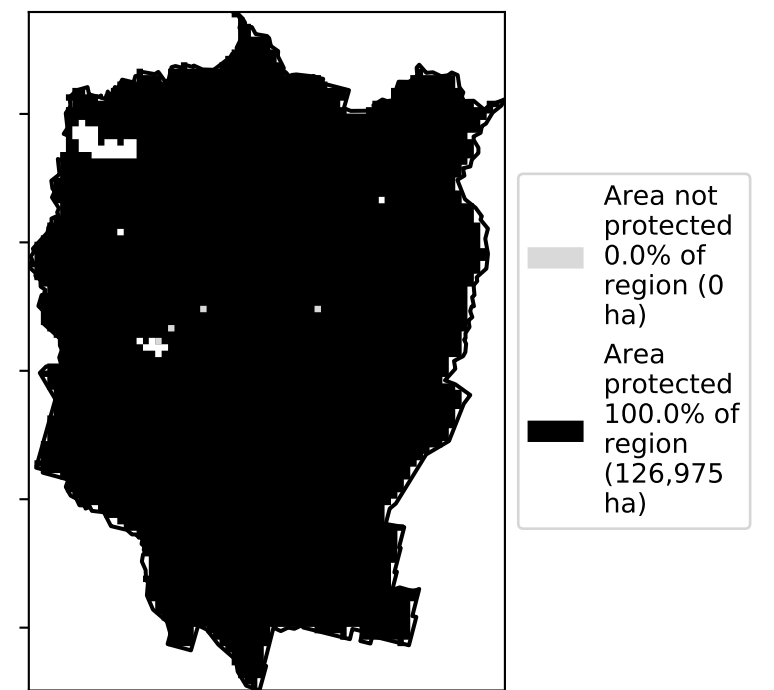 Area not
protected
0.0% of
region (0
ha)
Area
protected
100.0% of
region
(126,975
ha)